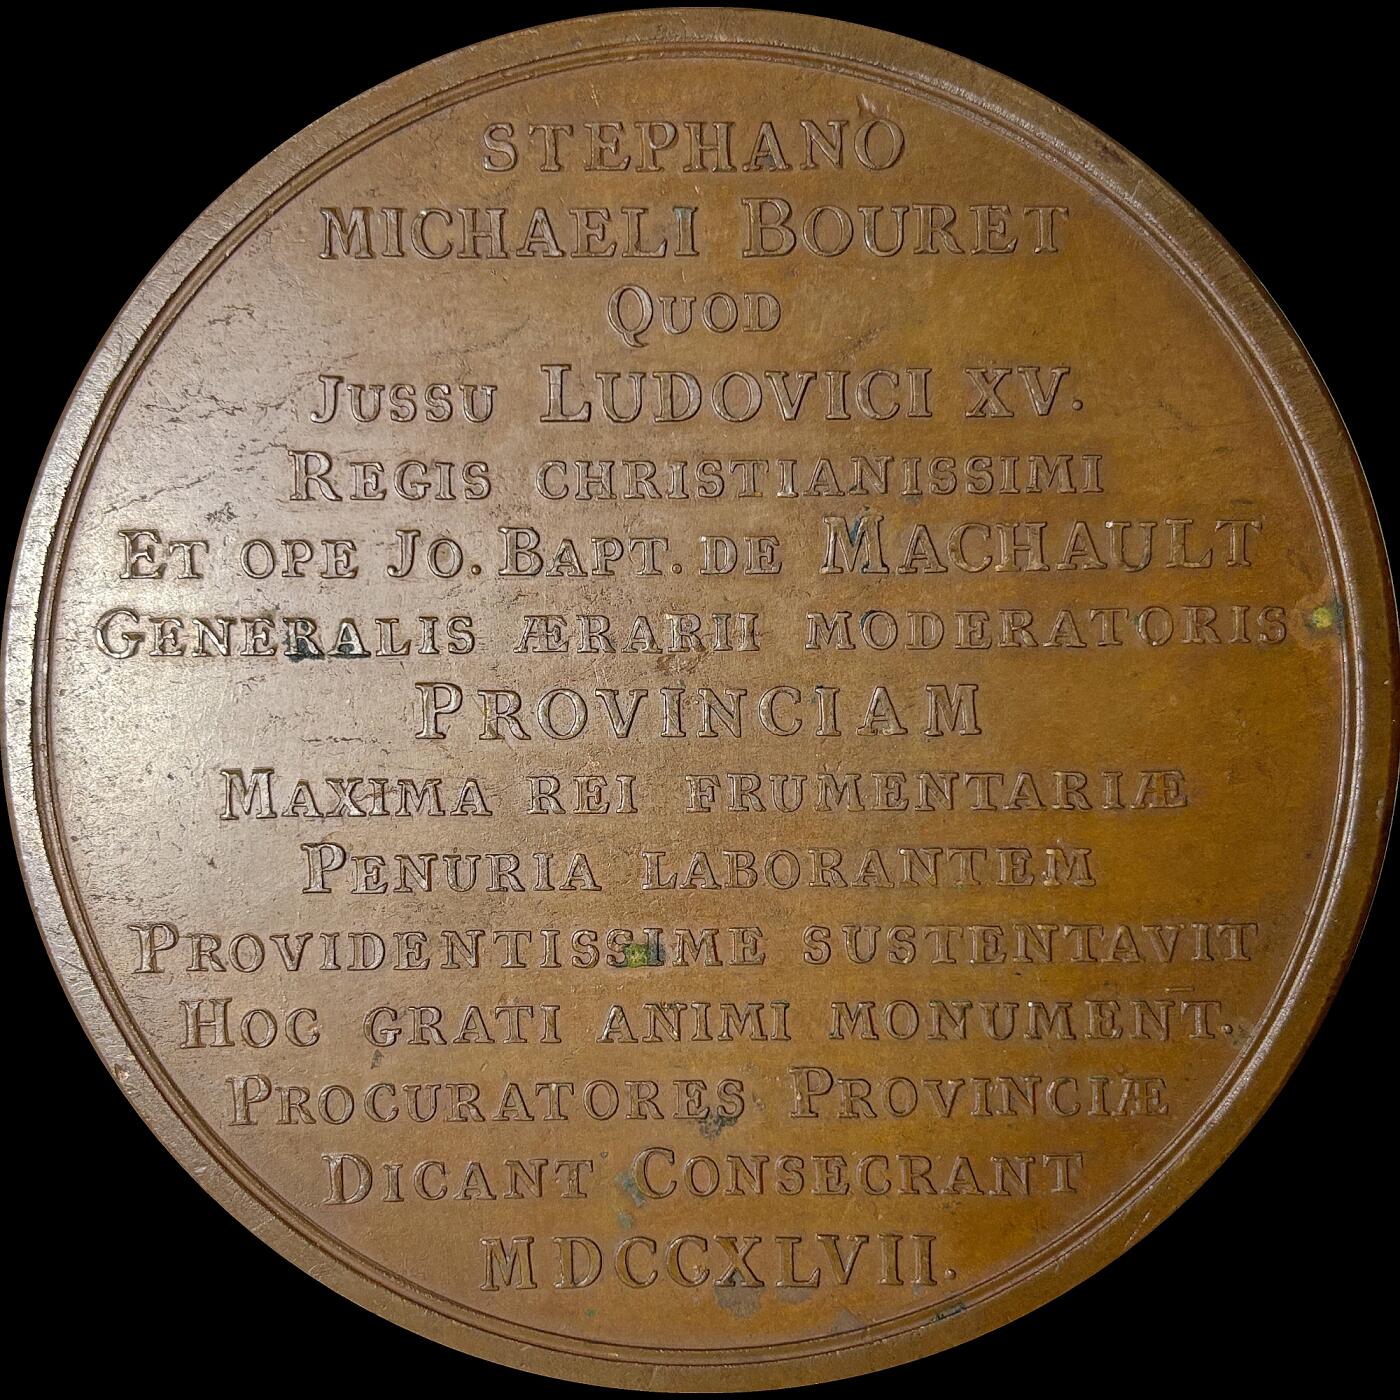 STEPHANÒ
MICHAELI BOURET
QUOD
JUSSU LUDOVICI XV.
REGIS CHRISTIANISSIMI
ET OPE JO. BAPT. DE MACHAULT
GENERALIS ÆRARII MODERATORIS
PROVINCIAM
MAXIMA REI FRUMENTARIÆ
PENURIA LABORANTEM
PROVIDENTISSIME SUSTENTAVIT
HOC GRATI ANIMI MONUMENT.
PROCURATORES PROVINCIÆ
DICANT CONSECRANT
MDCCXLVII.